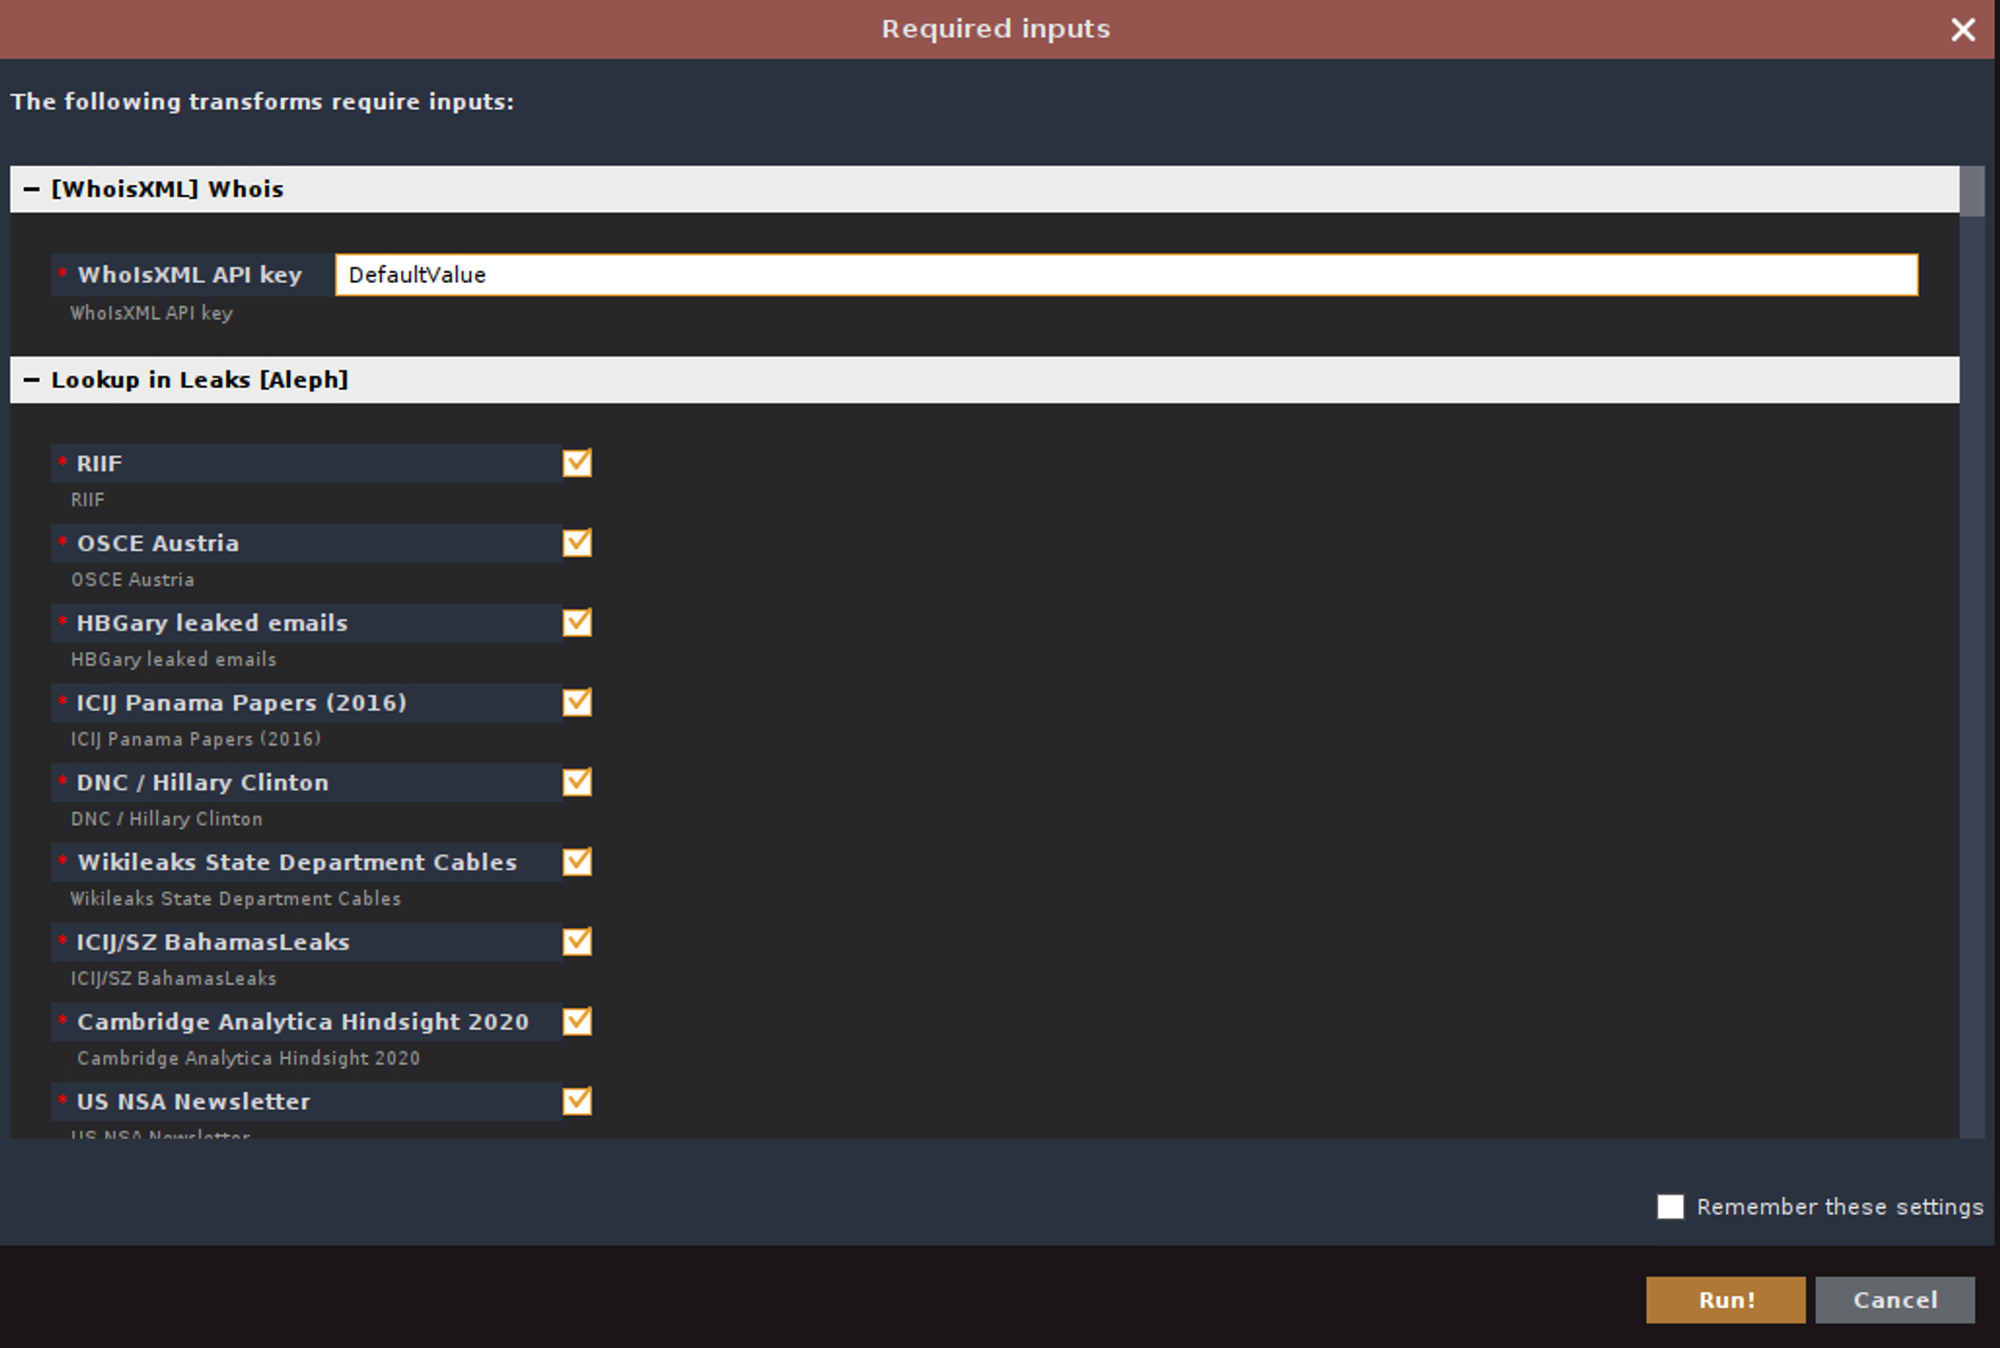 Required inputs
The following transforms require inputs:
[WhoisXML] Whois
* WhoIsXML API key DefaultValue
WhoIsXML API key
Lookup in Leaks [Aleph]
* RIIF
RIIF
* OSCE Austria
OSCE Austria
* HBGary leaked emails
HBGary leaked emails
* ICIJ Panama Papers (2016)
ICIJ Panama Papers (2016)
* DNC / Hillary Clinton
DNC / Hillary Clinton
* Wikileaks State Department Cables
Wikileaks State Department Cables
* ICIJ/SZ BahamasLeaks
ICIJ/SZ BahamasLeaks
* Cambridge Analytica Hindsight 2020
Cambridge Analytica Hindsight 2020
* US NSA Newsletter
US NSA Newsletter
Remember these settings
Run! Cancel